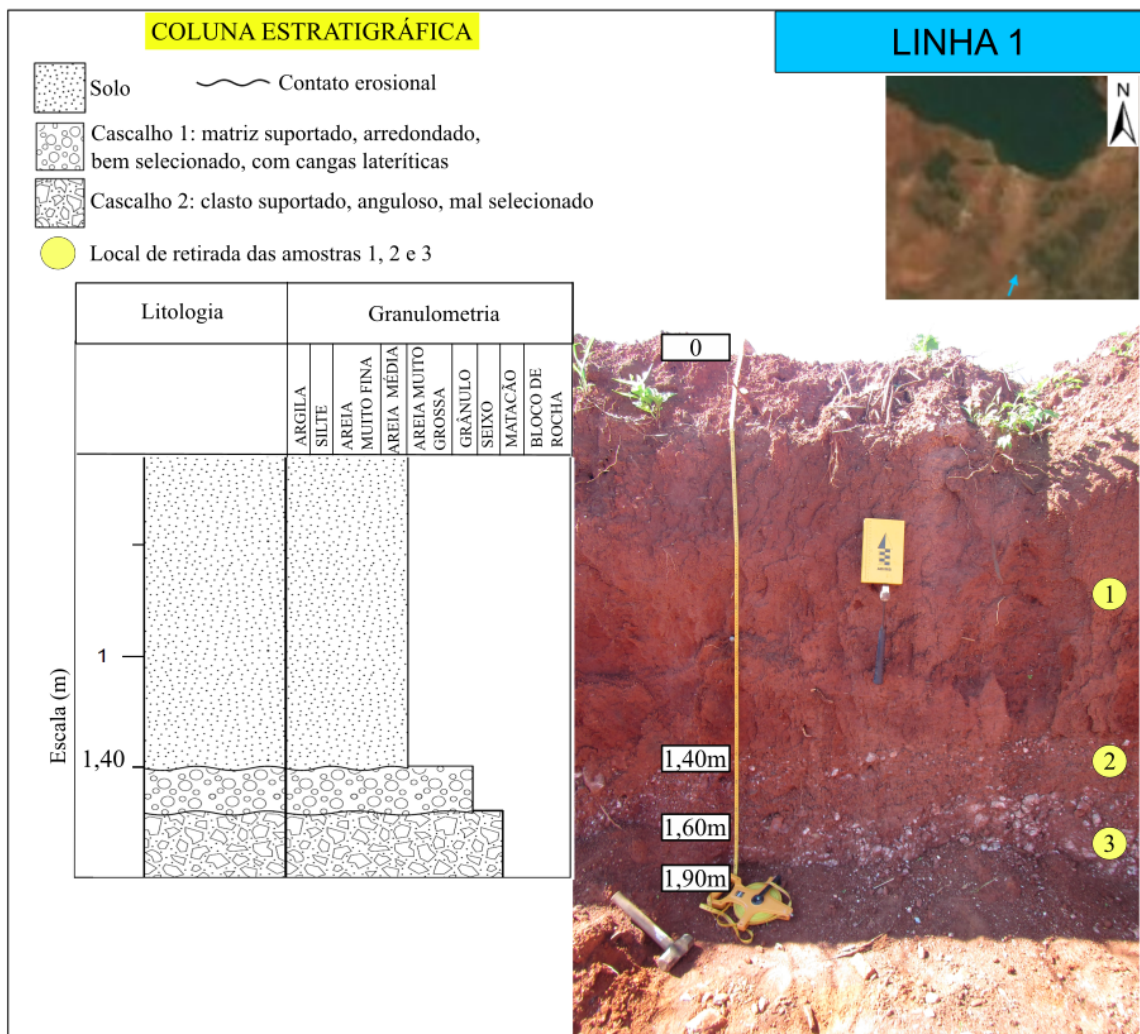 COLUNA ESTRATIGRÁFICA
LINHA 1
N
Solo
Contato erosional
Cascalho 1: matriz suportado, arredondado,
bem selecionado, com cangas lateríticas
Cascalho 2: clasto suportado, anguloso, mal selecionado
Local de retirada das amostras 1, 2 e 3
Litologia
Granulometria
ARGILA
SILTE
AREIA
MUITO FINA
AREIA MÉDIA
AREIA MUITO
GROSSA
GRÂNULO
SEIXO
MATACÃO
BLOCO DE
ROCHA
Escala (m)
1
1,40
0
1,40m
1,60m
1,90m
1
2
3